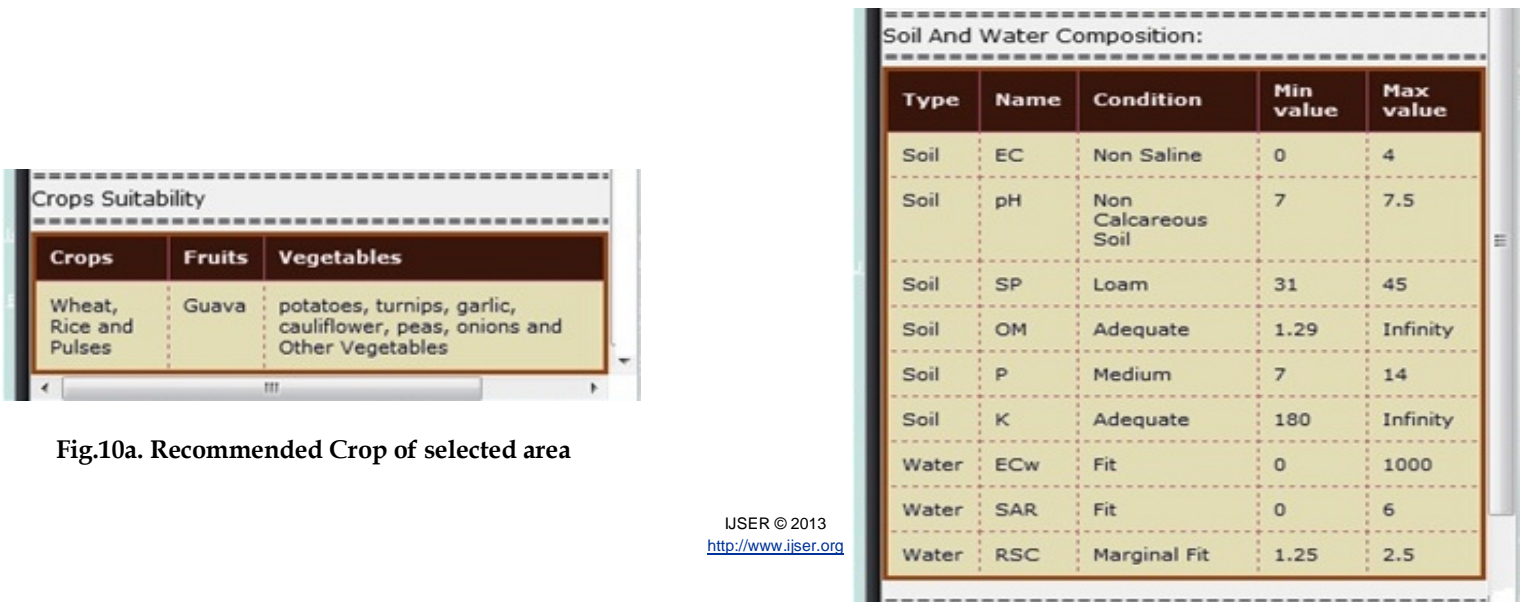 Crops Suitability
Crops Fruits Vegetables
Wheat, Rice and Pulses Guava potatoes, turnips, garlic, cauliflower, peas, onions and Other Vegetables
Fig.10a. Recommended Crop of selected area
IJSER © 2013
http://www.ijser.org
Soil And Water Composition:
Type Name Condition Min value Max value
Soil EC Non Saline 0 4
Soil pH Non Calcareous Soil 7 7.5
Soil SP Loam 31 45
Soil OM Adequate 1.29 Infinity
Soil P Medium 7 14
Soil K Adequate 180 Infinity
Water ECw Fit 0 1000
Water SAR Fit 0 6
Water RSC Marginal Fit 1.25 2.5